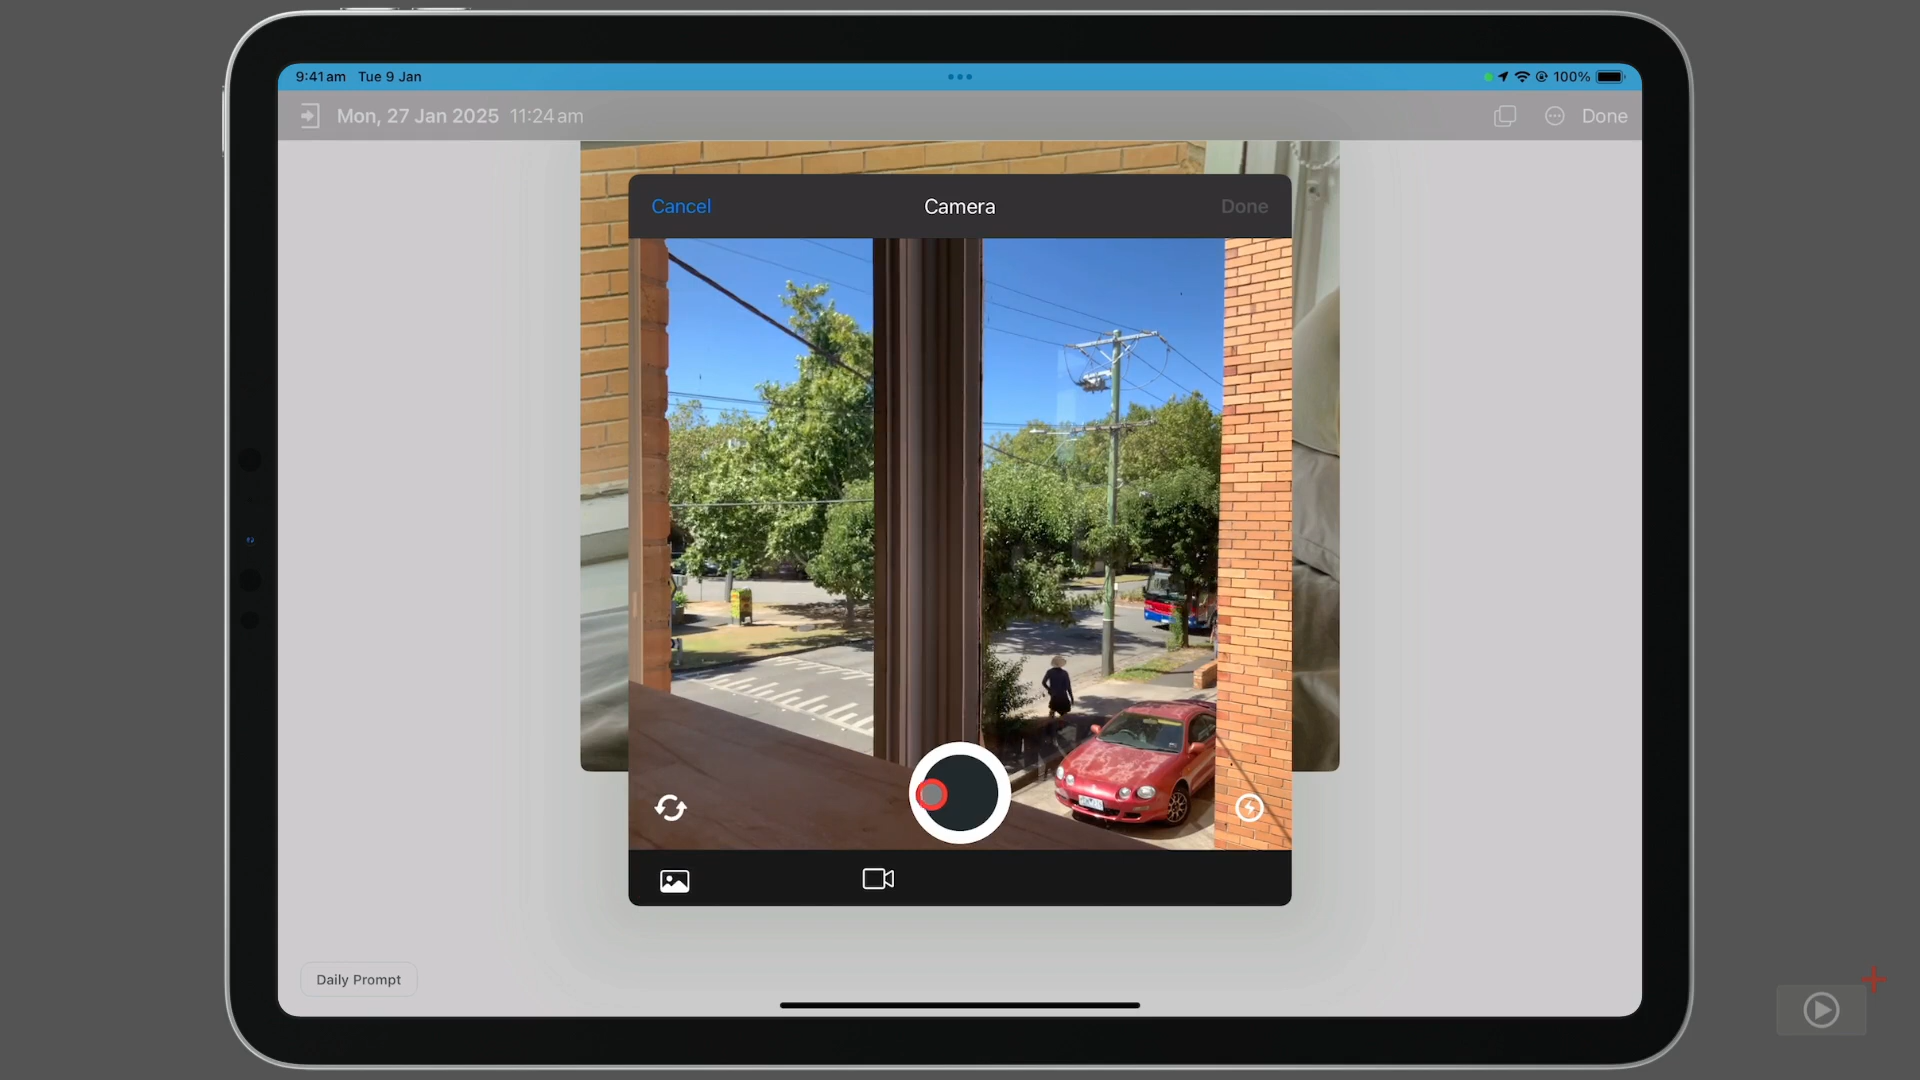 9:41 am Tue 9 Jan
100%
Mon, 27 Jan 2025 11:24 am
Done
Cancel
Camera
Done
Daily Prompt